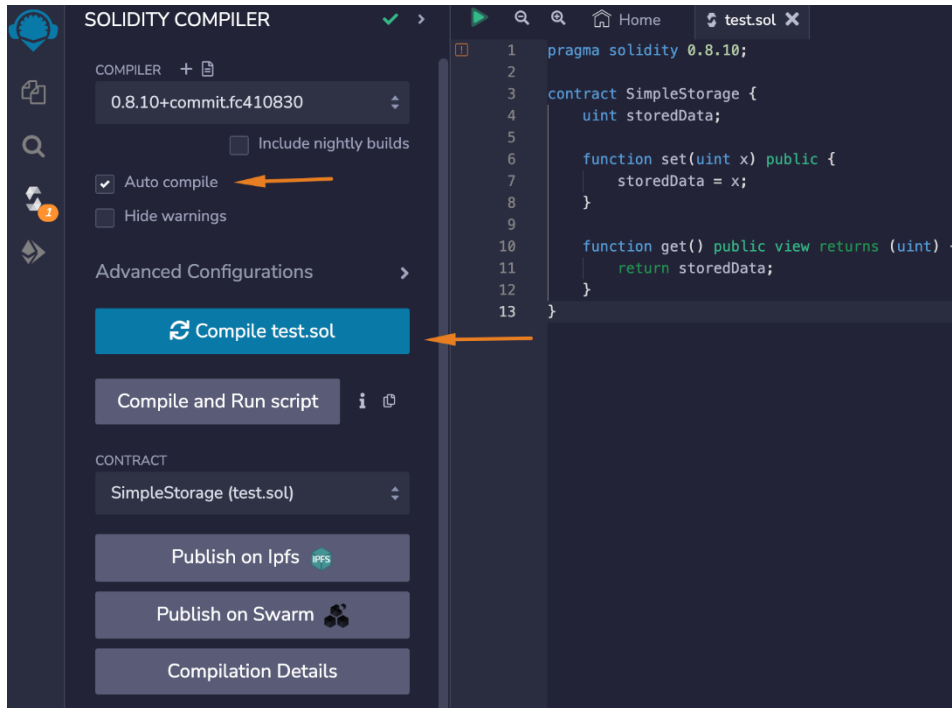 SOLIDITY COMPILER
COMPILER +
0.8.10+commit.fc410830
Include nightly builds
Auto compile
Hide warnings
Advanced Configurations
Compile test.sol
Compile and Run script i
CONTRACT
SimpleStorage (test.sol)
Publish on Ipfs IPFS
Publish on Swarm
Compilation Details
1
Home test.sol
1 pragma solidity 0.8.10;
2
3 contract SimpleStorage {
4 uint storedData;
5
6 function set(uint x) public {
7 storedData = x;
8 }
9
10 function get() public view returns (uint) {
11 return storedData;
12 }
13 }